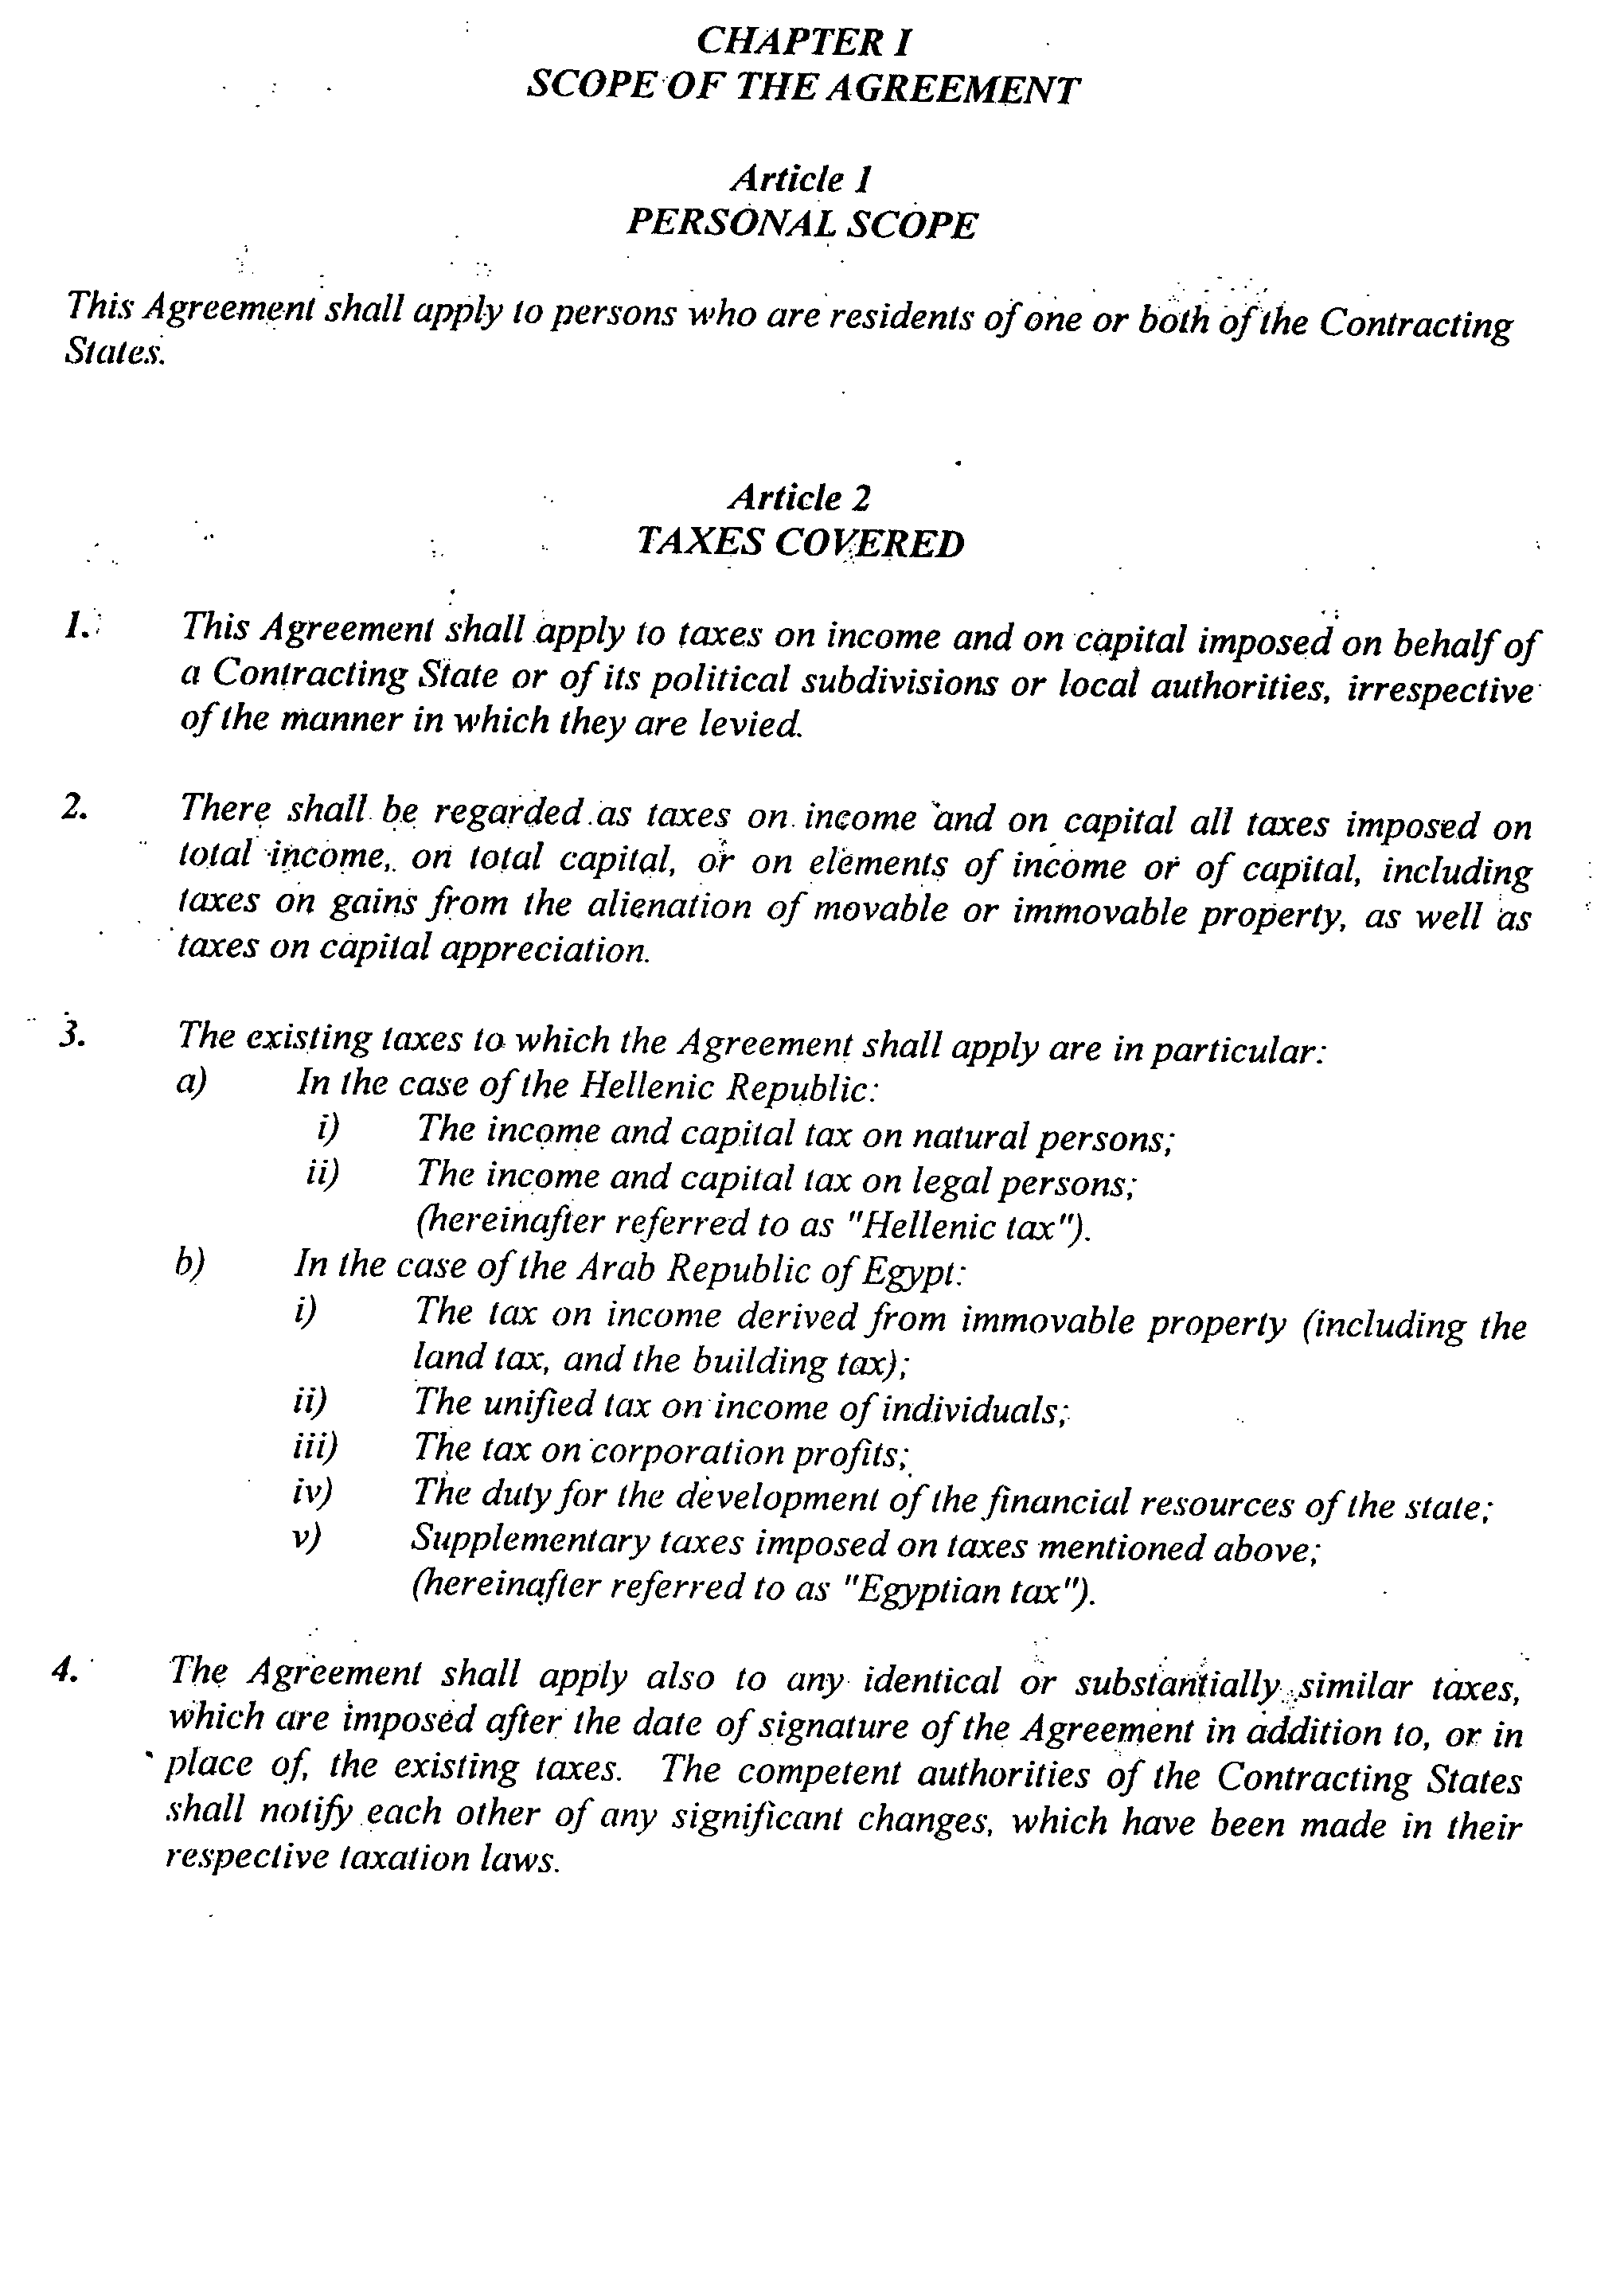 CHAPTER I
SCOPE OF THE AGREEMENT
Article 1
PERSONAL SCOPE
This Agreement shall apply to persons who are residents of one or both of the Contracting
States.
Article 2
TAXES COVERED
1. This Agreement shall apply to taxes on income and on capital imposed on behalf of
a Contracting State or of its political subdivisions or local authorities, irrespective
of the manner in which they are levied.
2. There shall be regarded as taxes on income and on capital all taxes imposed on
total income, on total capital, or on elements of income or of capital, including
taxes on gains from the alienation of movable or immovable property, as well as
taxes on capital appreciation.
3. The existing taxes to which the Agreement shall apply are in particular:
a) In the case of the Hellenic Republic:
i) The income and capital tax on natural persons;
ii) The income and capital tax on legal persons;
(hereinafter referred to as "Hellenic tax").
b) In the case of the Arab Republic of Egypt:
i) The tax on income derived from immovable property (including the
land tax, and the building tax);
ii) The unified tax on income of individuals;
iii) The tax on corporation profits;
iv) The duty for the development of the financial resources of the state;
v) Supplementary taxes imposed on taxes mentioned above;
(hereinafter referred to as "Egyptian tax").
4. The Agreement shall apply also to any identical or substantially similar taxes,
which are imposed after the date of signature of the Agreement in addition to, or in
place of, the existing taxes. The competent authorities of the Contracting States
shall notify each other of any significant changes, which have been made in their
respective taxation laws.